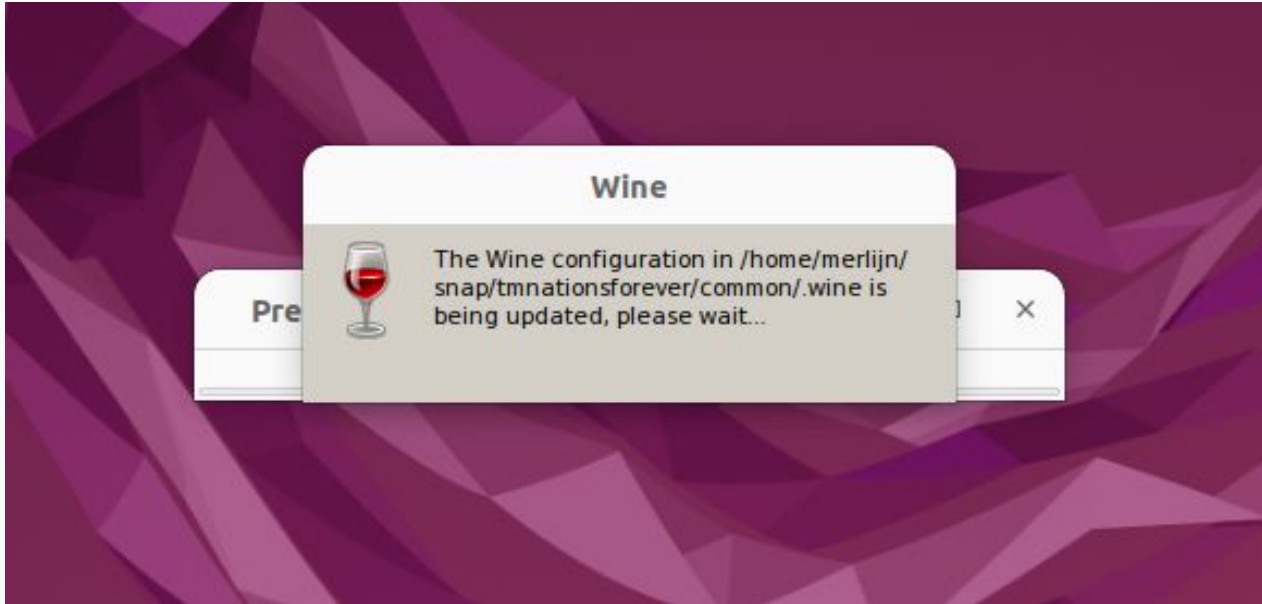 Wine
The Wine configuration in /home/merlijn/
snap/tmnationsforever/common/.wine is
being updated, please wait...
Pre